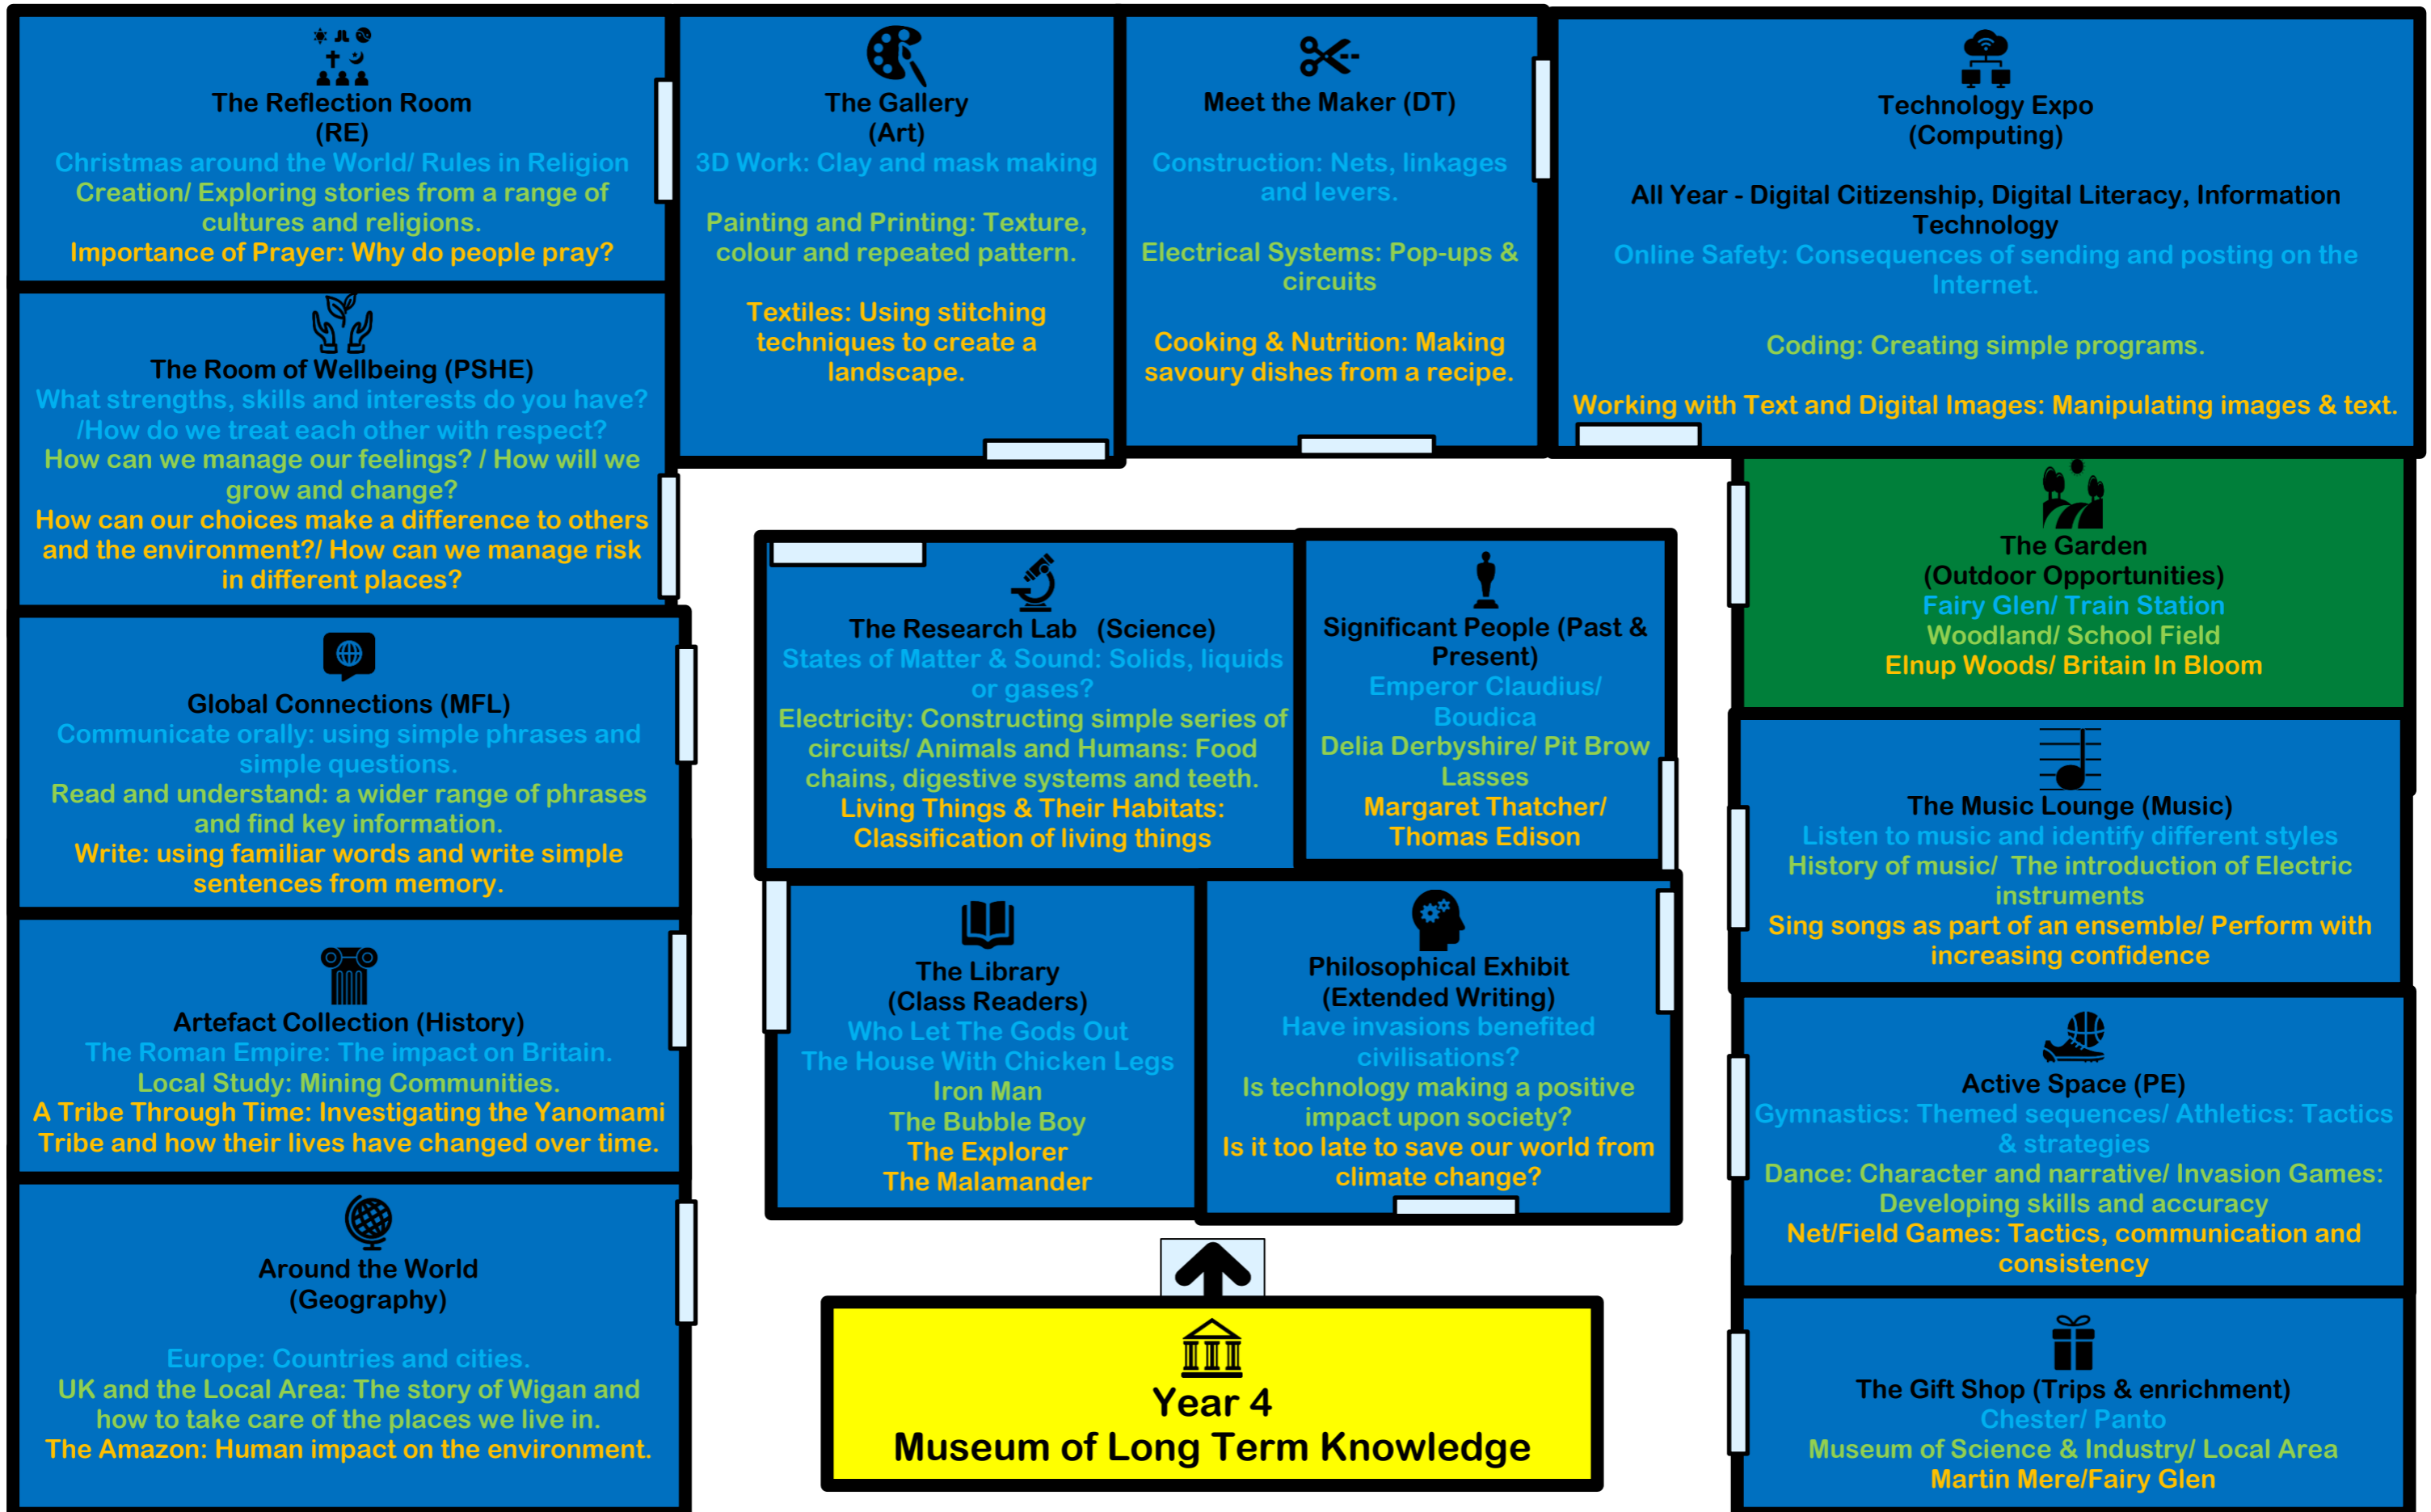 The Reflection Room
(RE)
Christmas around the World/ Rules in Religion
Creation/ Exploring stories from a range of
cultures and religions.
Importance of Prayer: Why do people pray?
The Gallery
(Art)
3D Work: Clay and mask making
Painting and Printing: Texture,
colour and repeated pattern.
Textiles: Using stitching
techniques to create a
landscape.
Meet the Maker (DT)
Construction: Nets, linkages
and levers.
Electrical Systems: Pop-ups &
circuits
Cooking & Nutrition: Making
savoury dishes from a recipe.
Technology Expo
(Computing)
All Year - Digital Citizenship, Digital Literacy, Information
Technology
Online Safety: Consequences of sending and posting on the
Internet.
Coding: Creating simple programs.
Working with Text and Digital Images: Manipulating images & text.
The Room of Wellbeing (PSHE)
What strengths, skills and interests do you have?
/How do we treat each other with respect?
How can we manage our feelings? / How will we
grow and change?
How can our choices make a difference to others
and the environment?/ How can we manage risk
in different places?
Global Connections (MFL)
Communicate orally: using simple phrases and
simple questions.
Read and understand: a wider range of phrases
and find key information.
Write: using familiar words and write simple
sentences from memory.
Artefact Collection (History)
The Roman Empire: The impact on Britain.
Local Study: Mining Communities.
A Tribe Through Time: Investigating the Yanomami
Tribe and how their lives have changed over time.
Around the World
(Geography)
Europe: Countries and cities.
UK and the Local Area: The story of Wigan and
how to take care of the places we live in.
The Amazon: Human impact on the environment.
The Research Lab (Science)
States of Matter & Sound: Solids, liquids
or gases?
Electricity: Constructing simple series of
circuits/ Animals and Humans: Food
chains, digestive systems and teeth.
Living Things & Their Habitats:
Classification of living things
Significant People (Past &
Present)
Emperor Claudius/
Boudica
Delia Derbyshire/ Pit Brow
Lasses
Margaret Thatcher/
Thomas Edison
The Library
(Class Readers)
Who Let The Gods Out
The House With Chicken Legs
Iron Man
The Bubble Boy
The Explorer
The Malamander
Philosophical Exhibit
(Extended Writing)
Have invasions benefited
civilisations?
Is technology making a positive
impact upon society?
Is it too late to save our world from
climate change?
Year 4
Museum of Long Term Knowledge
The Garden
(Outdoor Opportunities)
Fairy Glen/ Train Station
Woodland/ School Field
Elnup Woods/ Britain In Bloom
The Music Lounge (Music)
Listen to music and identify different styles
History of music/ The introduction of Electric
instruments
Sing songs as part of an ensemble/ Perform with
increasing confidence
Active Space (PE)
Gymnastics: Themed sequences/ Athletics: Tactics
& strategies
Dance: Character and narrative/ Invasion Games:
Developing skills and accuracy
Net/Field Games: Tactics, communication and
consistency
The Gift Shop (Trips & enrichment)
Chester/ Panto
Museum of Science & Industry/ Local Area
Martin Mere/Fairy Glen